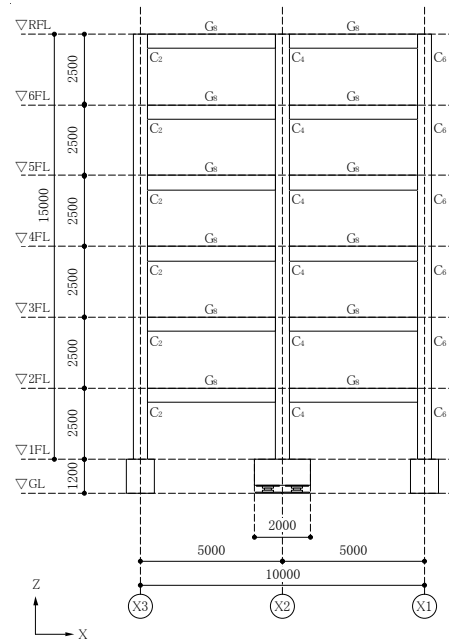 ▽RFL G8 G8
C2 C4 C6
2500
▽6FL G8 G8
C2 C4 C6
2500
▽5FL G8 G8
C2 C4 C6
2500
15000
▽4FL G8 G8
C2 C4 C6
2500
▽3FL G8 G8
C2 C4 C6
2500
▽2FL G8 G8
C2 C4 C6
2500
▽1FL
1200
▽GL
2000
5000 5000
10000
Z
X
X3 X2 X1